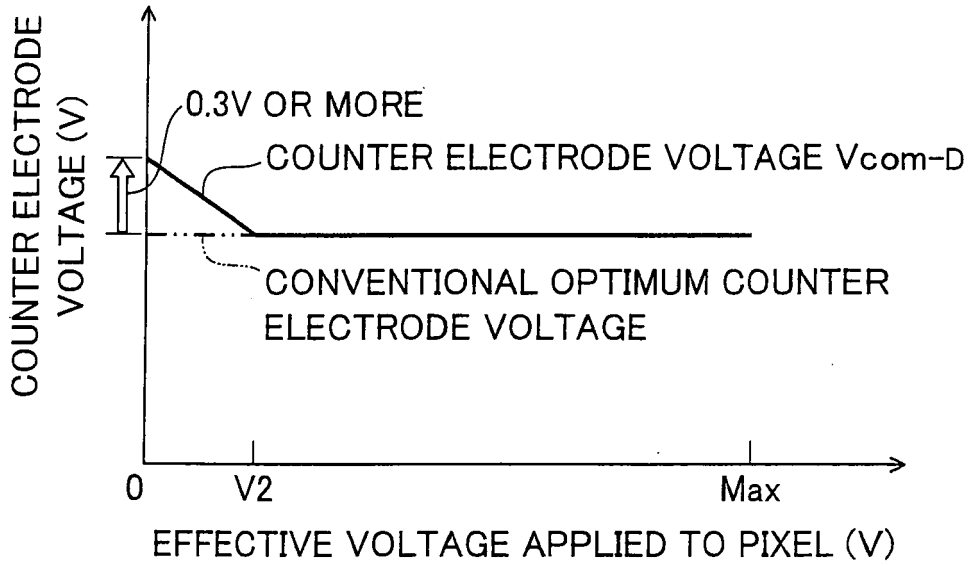 COUNTER ELECTRODE
VOLTAGE (V)
0.3V OR MORE
COUNTER ELECTRODE VOLTAGE Vcom-D
CONVENTIONAL OPTIMUM COUNTER
ELECTRODE VOLTAGE
0
V2
Max
EFFECTIVE VOLTAGE APPLIED TO PIXEL (V)